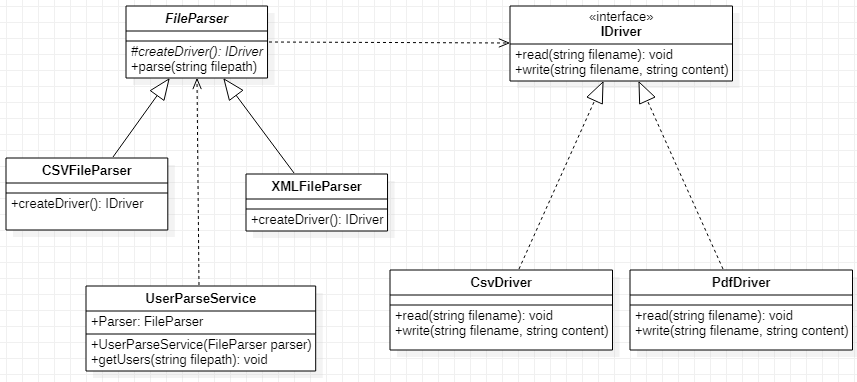 FileParser
#createDriver(): IDriver
+parse(string filepath)
«interface»
IDriver
+read(string filename): void
+write(string filename, string content)
CSVFileParser
+createDriver(): IDriver
XMLFileParser
+createDriver(): IDriver
UserParseService
+Parser: FileParser
+UserParseService(FileParser parser)
+getUsers(string filepath): void
CsvDriver
+read(string filename): void
+write(string filename, string content)
PdfDriver
+read(string filename): void
+write(string filename, string content)